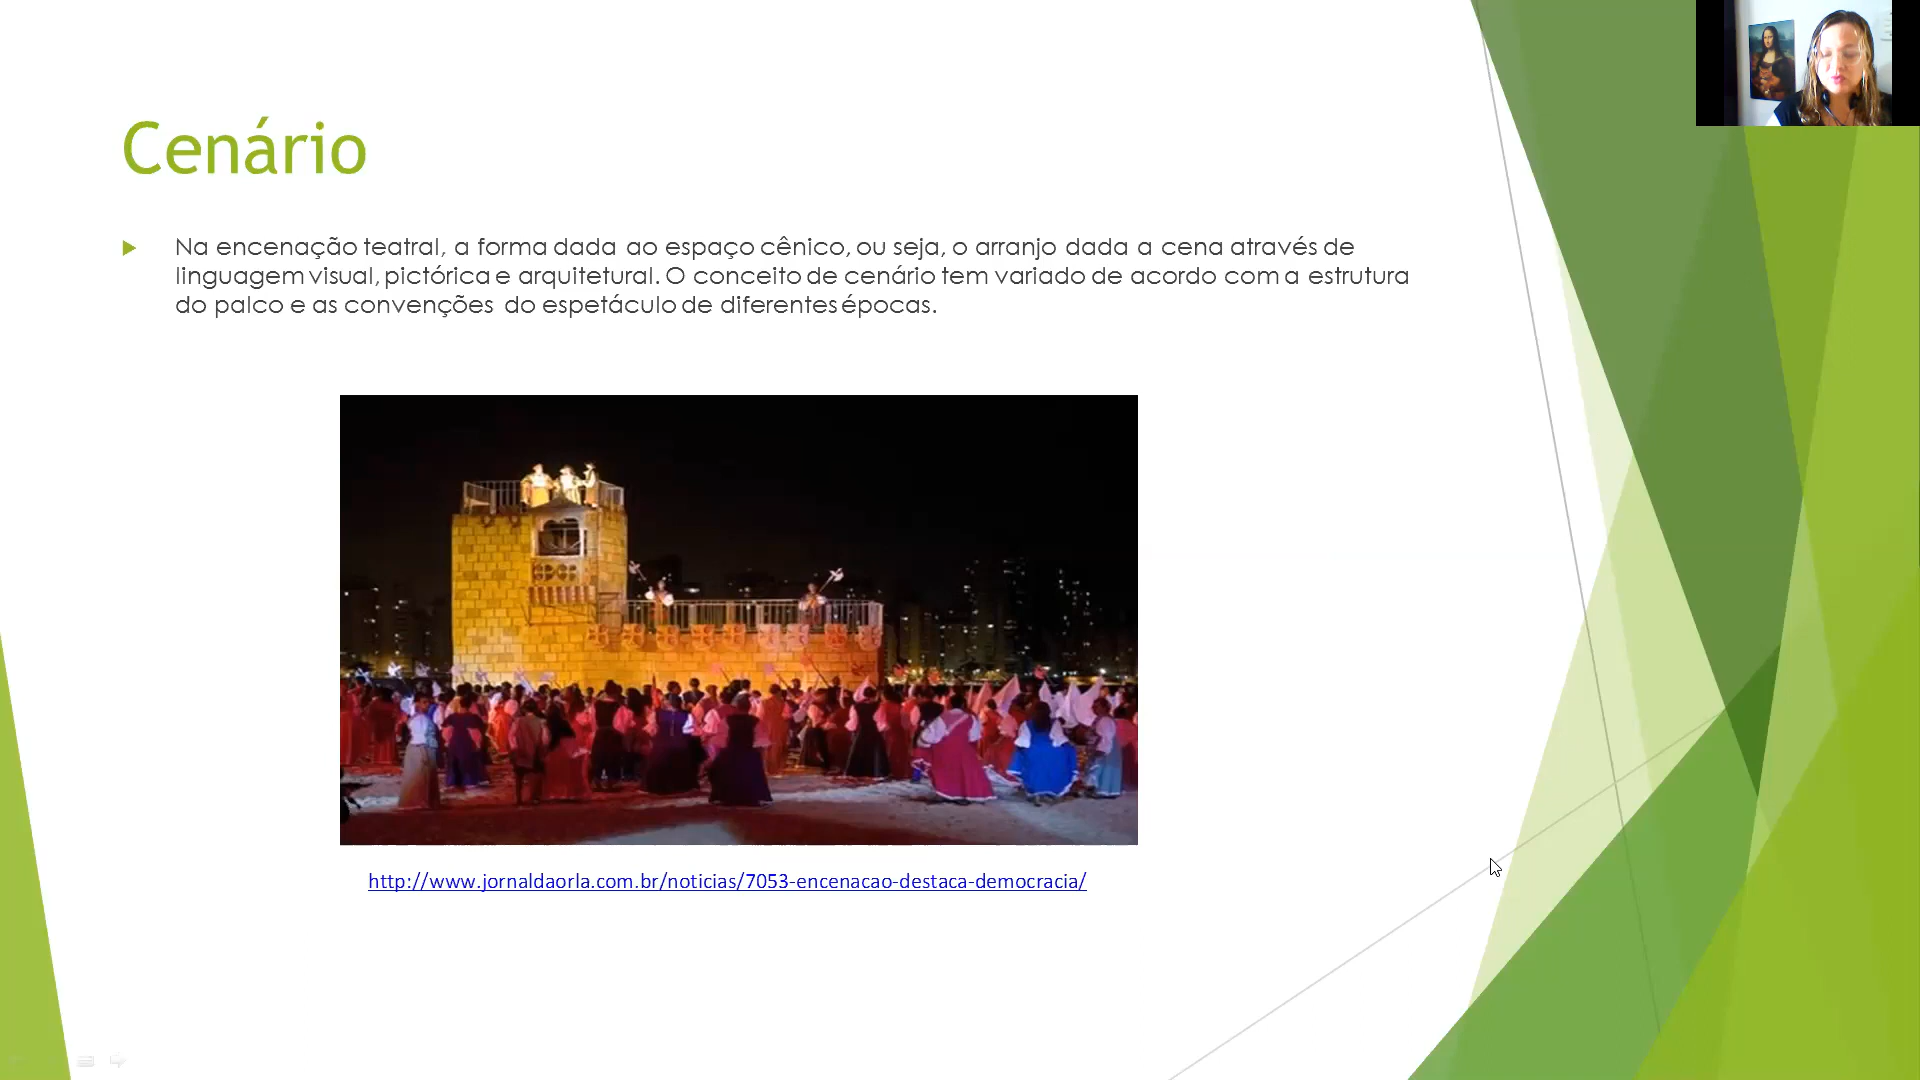 Cenário
Na encenação teatral, a forma dada ao espaço cênico, ou seja, o arranjo dada a cena através de
linguagem visual, pictórica e arquitetural. O conceito de cenário tem variado de acordo com a estrutura
do palco e as convenções do espetáculo de diferentes épocas.
http://www.jornaldaorla.com.br/noticias/7053-encenacao-destaca-democracia/